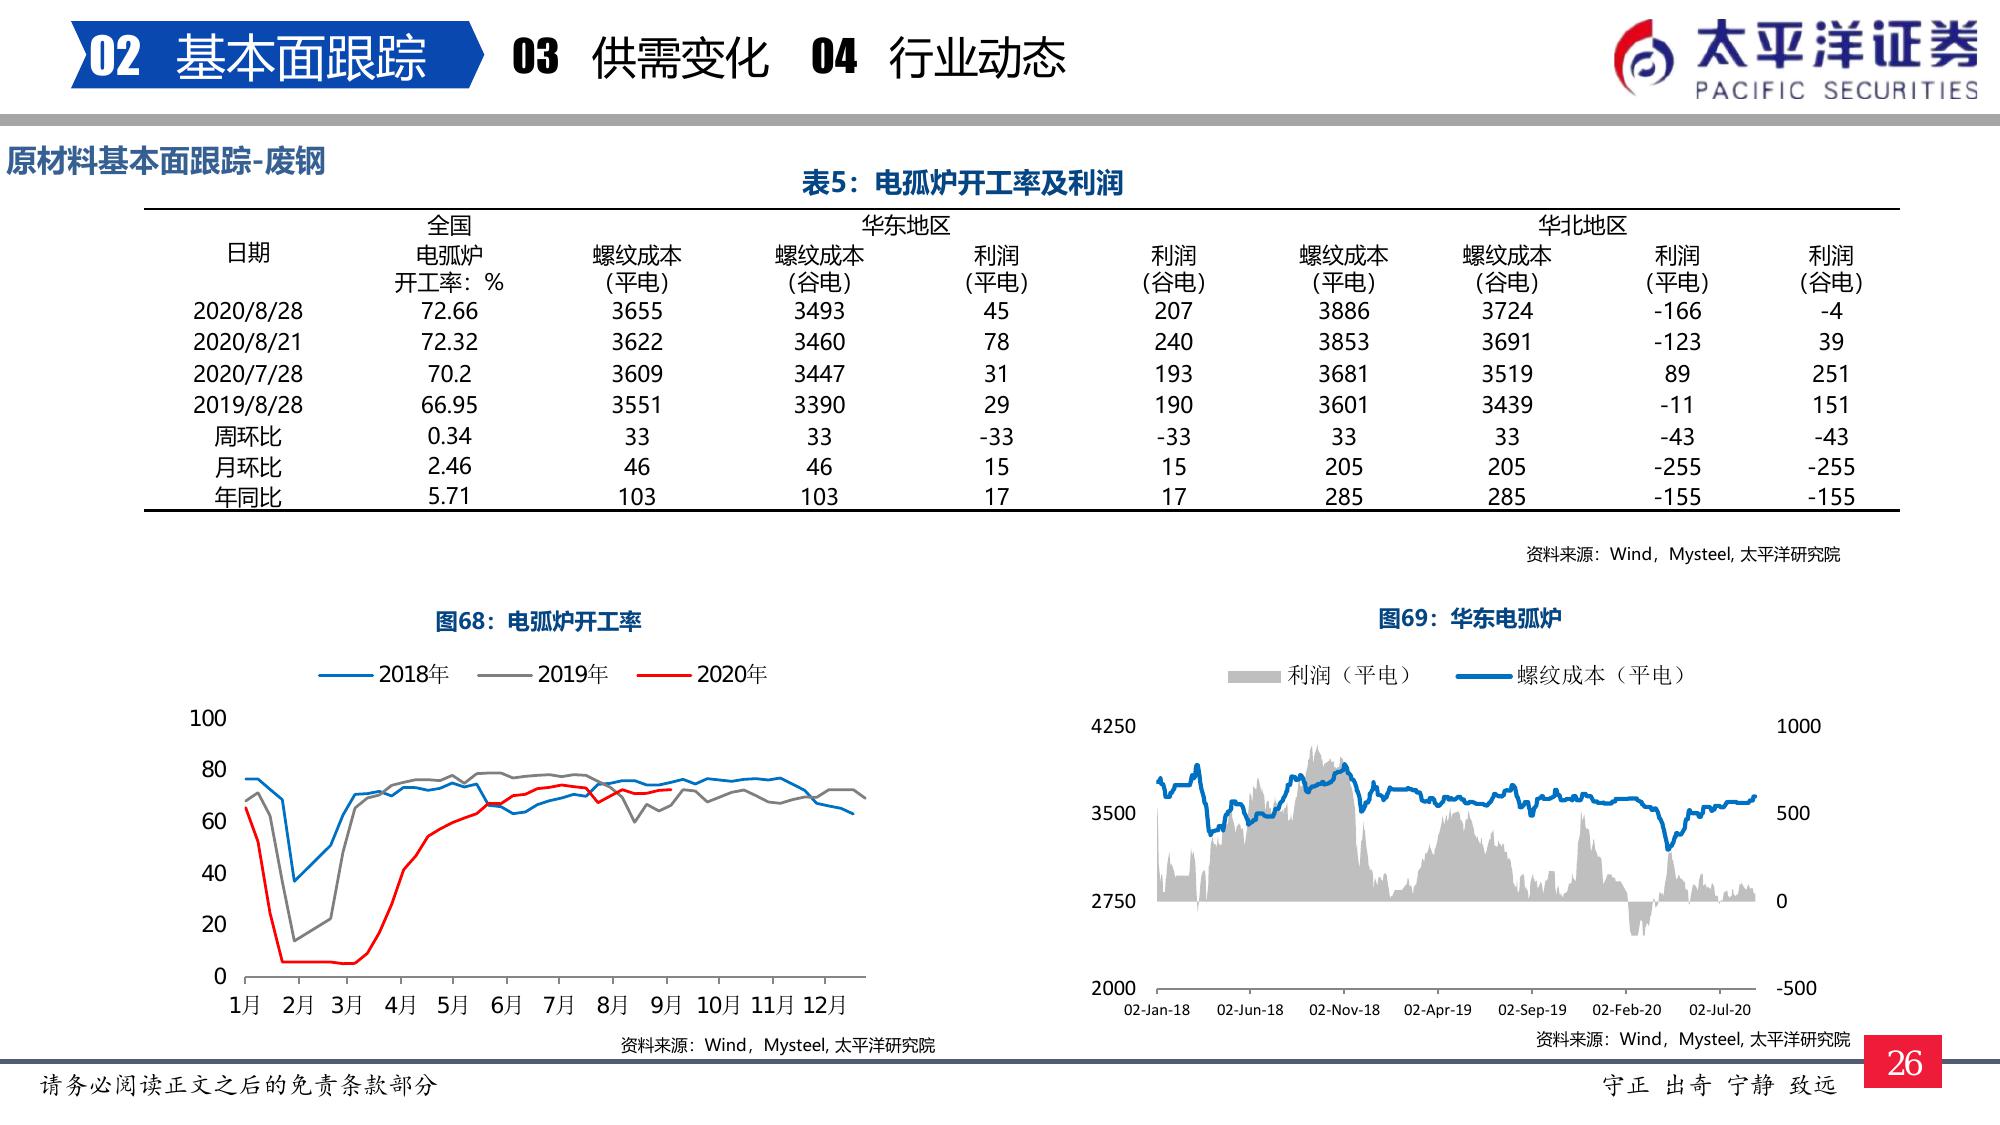 02 基本面跟踪 03 供需变化 04 行业动态
太平洋证券
PACIFIC SECURITIES
原材料基本面跟踪-废钢
表5：电弧炉开工率及利润
全国 华东地区 华北地区
日期 电弧炉 螺纹成本 螺纹成本 利润 利润 螺纹成本 螺纹成本 利润 利润
开工率：% （平电） （谷电） （平电） （谷电） （平电） （谷电） （平电） （谷电）
2020/8/28 72.66 3655 3493 45 207 3886 3724 -166 -4
2020/8/21 72.32 3622 3460 78 240 3853 3691 -123 39
2020/7/28 70.2 3609 3447 31 193 3681 3519 89 251
2019/8/28 66.95 3551 3390 29 190 3601 3439 -11 151
周环比 0.34 33 33 -33 -33 33 33 -43 -43
月环比 2.46 46 46 15 15 205 205 -255 -255
年同比 5.71 103 103 17 17 285 285 -155 -155
资料来源：Wind，Mysteel, 太平洋研究院
图68：电弧炉开工率
2018年 2019年 2020年
100
80
60
40
20
0
1月 2月 3月 4月 5月 6月 7月 8月 9月 10月 11月 12月
资料来源：Wind，Mysteel, 太平洋研究院
图69：华东电弧炉
利润（平电） 螺纹成本（平电）
4250 1000
3500 500
2750 0
2000 -500
02-Jan-18 02-Jun-18 02-Nov-18 02-Apr-19 02-Sep-19 02-Feb-20 02-Jul-20
资料来源：Wind，Mysteel, 太平洋研究院
请务必阅读正文之后的免责条款部分
守正 出奇 宁静 致远
26